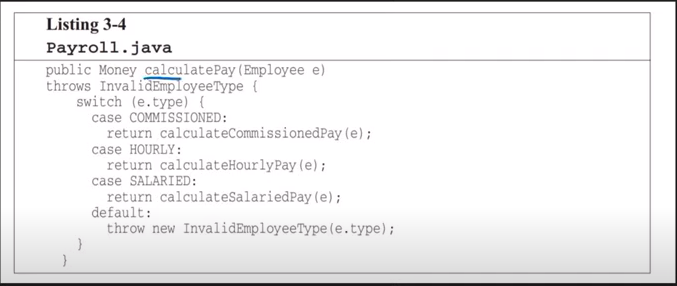 Listing 3-4
Payroll.java
public Money calculatePay(Employee e)
throws InvalidEmployeeType {
switch (e.type) {
case COMMISSIONED:
return calculateCommissionedPay(e);
case HOURLY:
return calculateHourlyPay(e);
case SALARIED:
return calculateSalariedPay(e);
default:
throw new InvalidEmployeeType(e.type);
}
}